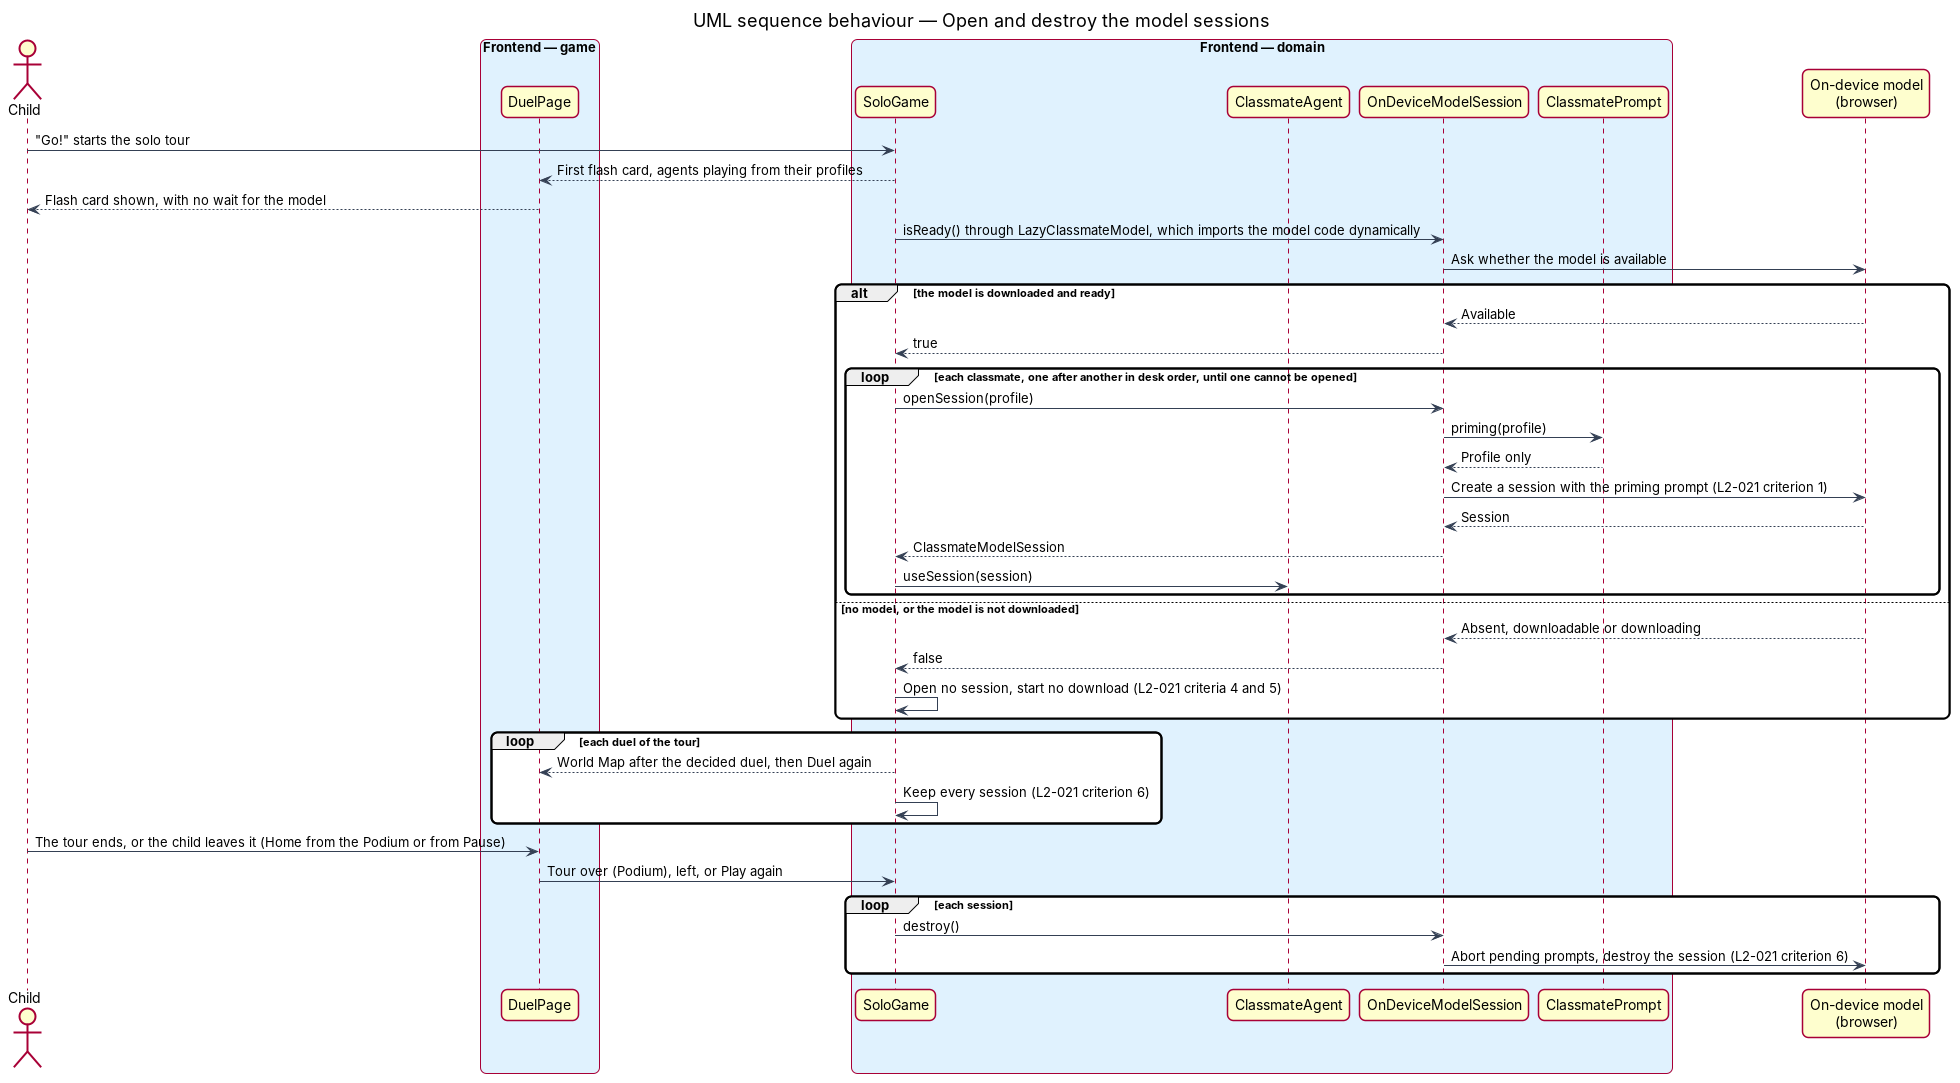 UML sequence behaviour — Open and destroy the model sessions
Frontend — game
Frontend — domain
Child
DuelPage
SoloGame
ClassmateAgent
OnDeviceModelSession
ClassmatePrompt
On-device model
(browser)
"Go!" starts the solo tour
First flash card, agents playing from their profiles
Flash card shown, with no wait for the model
isReady() through LazyClassmateModel, which imports the model code dynamically
Ask whether the model is available
alt
[the model is downloaded and ready]
Available
true
loop
[each classmate, one after another in desk order, until one cannot be opened]
openSession(profile)
priming(profile)
Profile only
Create a session with the priming prompt (L2-021 criterion 1)
Session
ClassmateModelSession
useSession(session)
[no model, or the model is not downloaded]
Absent, downloadable or downloading
false
Open no session, start no download (L2-021 criteria 4 and 5)
loop
[each duel of the tour]
World Map after the decided duel, then Duel again
Keep every session (L2-021 criterion 6)
The tour ends, or the child leaves it (Home from the Podium or from Pause)
Tour over (Podium), left, or Play again
loop
[each session]
destroy()
Abort pending prompts, destroy the session (L2-021 criterion 6)
Child
DuelPage
SoloGame
ClassmateAgent
OnDeviceModelSession
ClassmatePrompt
On-device model
(browser)